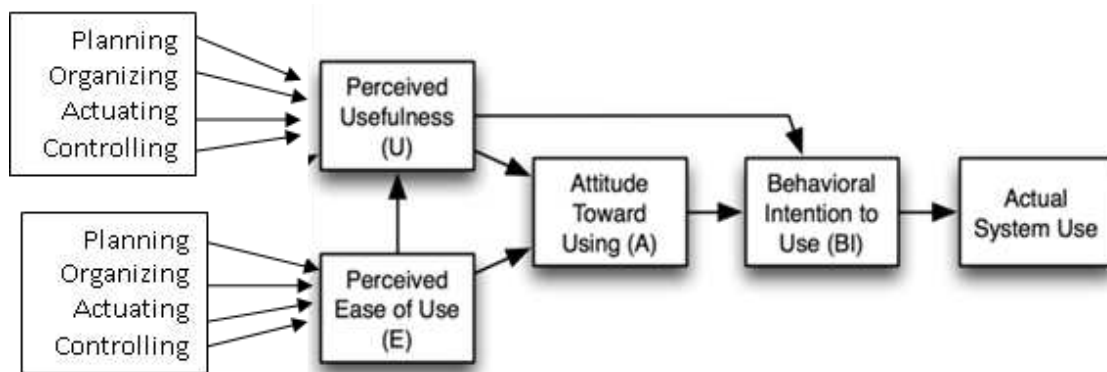 Planning
Organizing
Actuating
Controlling
Perceived
Usefulness
(U)
Planning
Organizing
Actuating
Controlling
Perceived
Ease of Use
(E)
Attitude
Toward
Using (A)
Behavioral
Intention to
Use (BI)
Actual
System Use